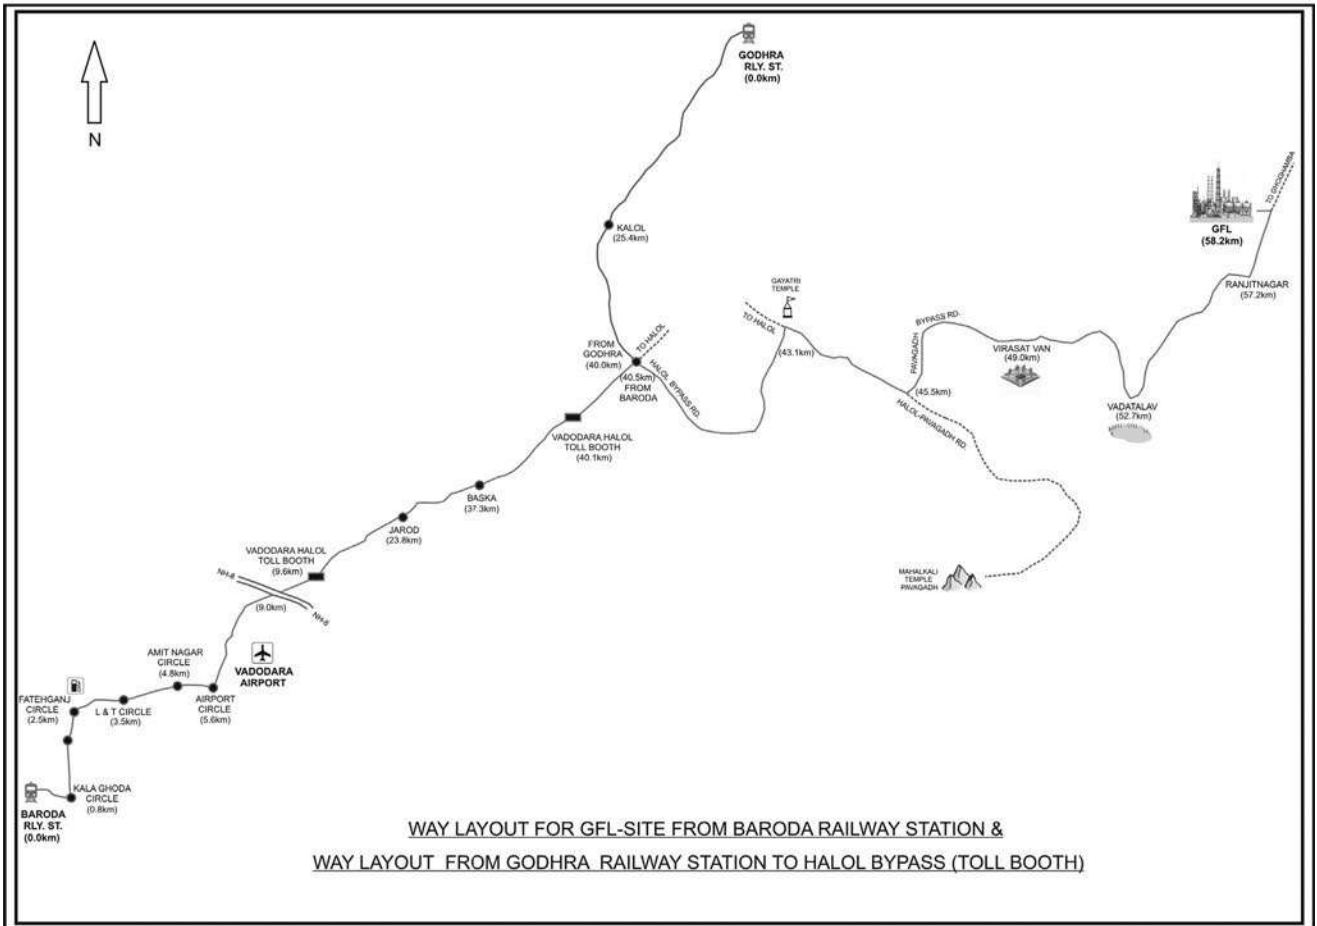 GODHRA
RLY. ST.
(0.0km)
N
TO GHOGHAMBA
GFL
(58.2km)
KALOL
(25.4km)
RANJITNAGAR
(57.2km)
GAYATRI
TEMPLE
TO HALOL
(43.1km)
PAVAGADH
BYPASS RD.
VIRASAT VAN
(49.0km)
FROM
GODHRA
(40.0km)
TO HALOL
(40.5km)
FROM
BARODA
HALOL BYPASS RD.
(45.5km)
HALOL-PAVAGADH RD.
VADATALAV
(52.7km)
VADODARA HALOL
TOLL BOOTH
(40.1km)
BASKA
(37.3km)
JAROD
(23.8km)
VADODARA HALOL
TOLL BOOTH
(9.6km)
NH-8
(9.0km)
NH-8
MAHALKALI
TEMPLE
PAVAGADH
AMIT NAGAR
CIRCLE
(4.8km)
VADODARA
AIRPORT
FATEHGANJ
CIRCLE
(2.5km)
L & T CIRCLE
(3.5km)
AIRPORT
CIRCLE
(5.6km)
KALA GHODA
CIRCLE
(0.8km)
BARODA
RLY. ST.
(0.0km)
WAY LAYOUT FOR GFL-SITE FROM BARODA RAILWAY STATION &
WAY LAYOUT FROM GODHRA RAILWAY STATION TO HALOL BYPASS (TOLL BOOTH)